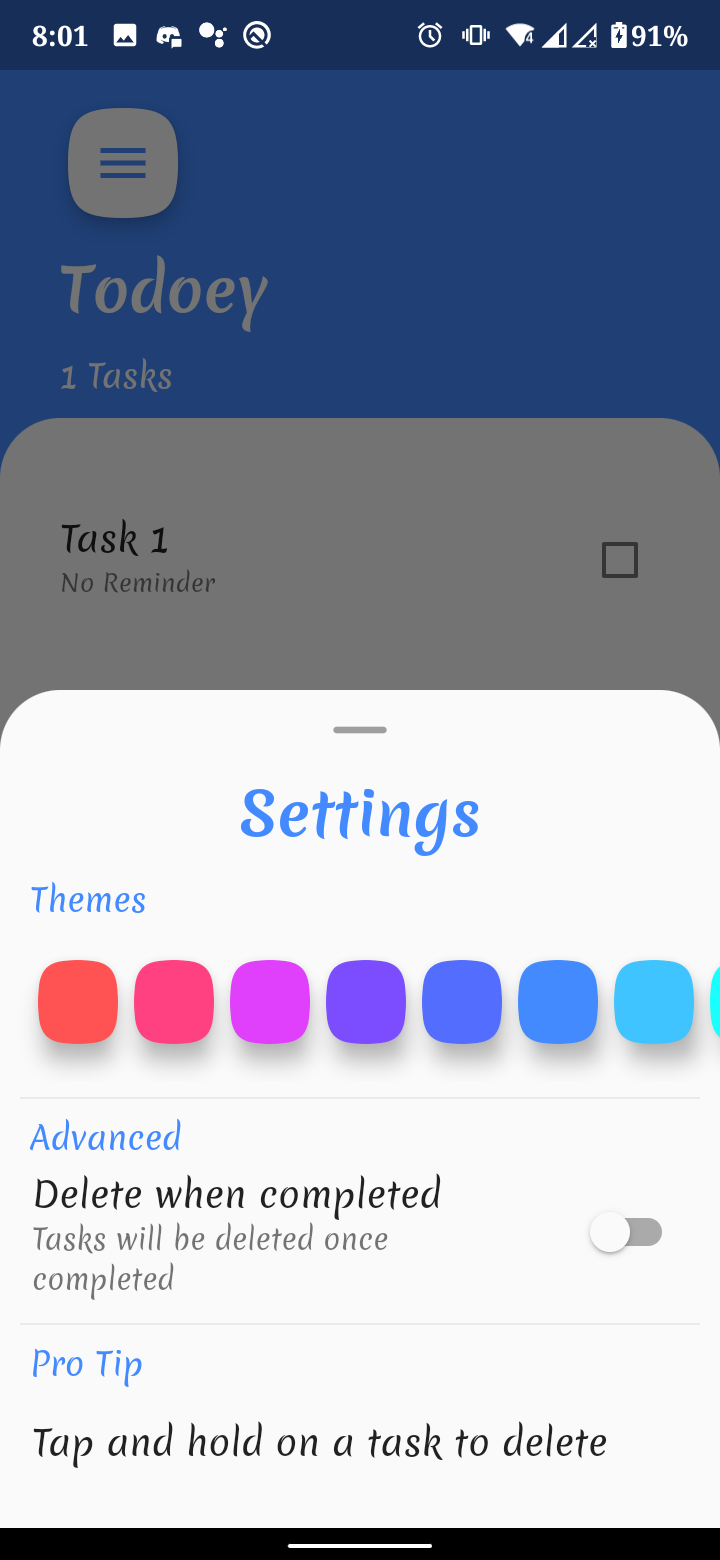 8:01
4
91%
Todoey
1 Tasks
Task 1
No Reminder
Settings
Themes
Advanced
Delete when completed
Tasks will be deleted once
completed
Pro Tip
Tap and hold on a task to delete